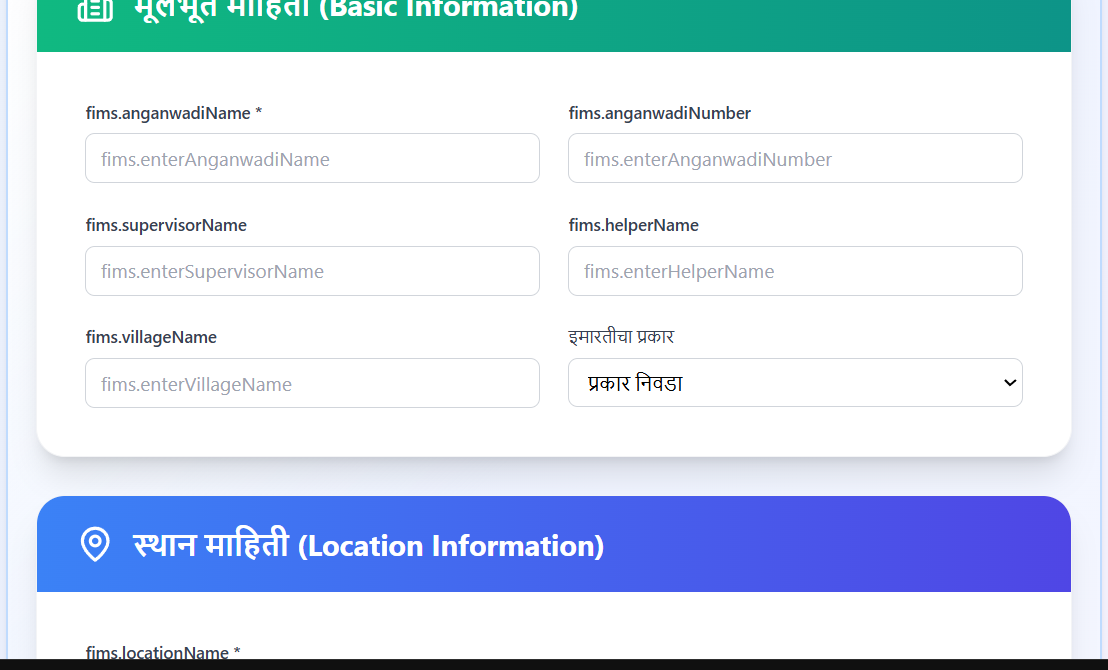 मूलभूत माहिती (Basic Information)
fims.anganwadiName *
fims.anganwadiNumber
fims.enterAnganwadiName
fims.enterAnganwadiNumber
fims.supervisorName
fims.helperName
fims.enterSupervisorName
fims.enterHelperName
fims.villageName
इमारतीचा प्रकार
fims.enterVillageName
प्रकार निवडा
स्थान माहिती (Location Information)
fims.locationName *